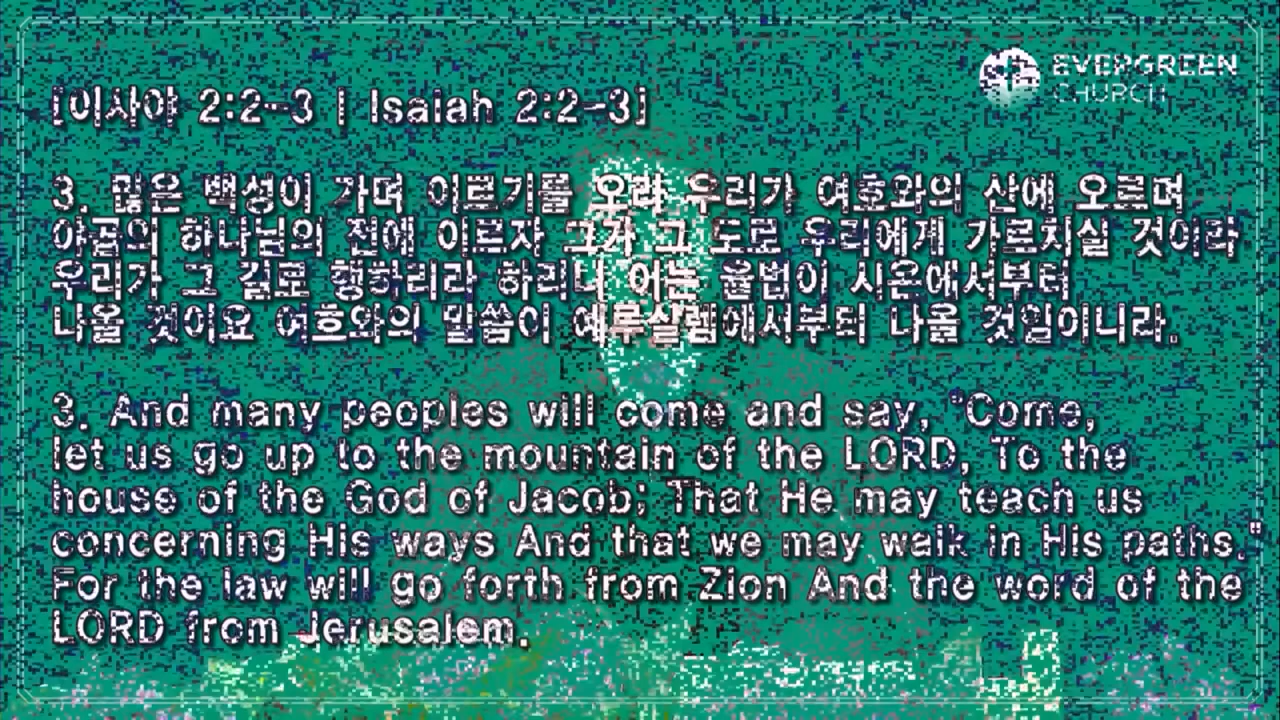 EVERGREEN
CHURCH
[이사야 2:2-3 | Isaiah 2:2-3]
3. 많은 백성이 가며 이르기를 오라 우리가 여호와의 산에 오르며
야곱의 하나님의 전에 이르자 그가 그 도로 우리에게 가르치실 것이라
우리가 그 길로 행하리라 하리니 이는 율법이 시온에서부터
나올 것이요 여호와의 말씀이 예루살렘에서부터 나올 것임이니라.
3. And many peoples will come and say, "Come,
let us go up to the mountain of the LORD, To the
house of the God of Jacob; That He may teach us
concerning His ways And that we may walk in His paths."
For the law will go forth from Zion And the word of the
LORD from Jerusalem.